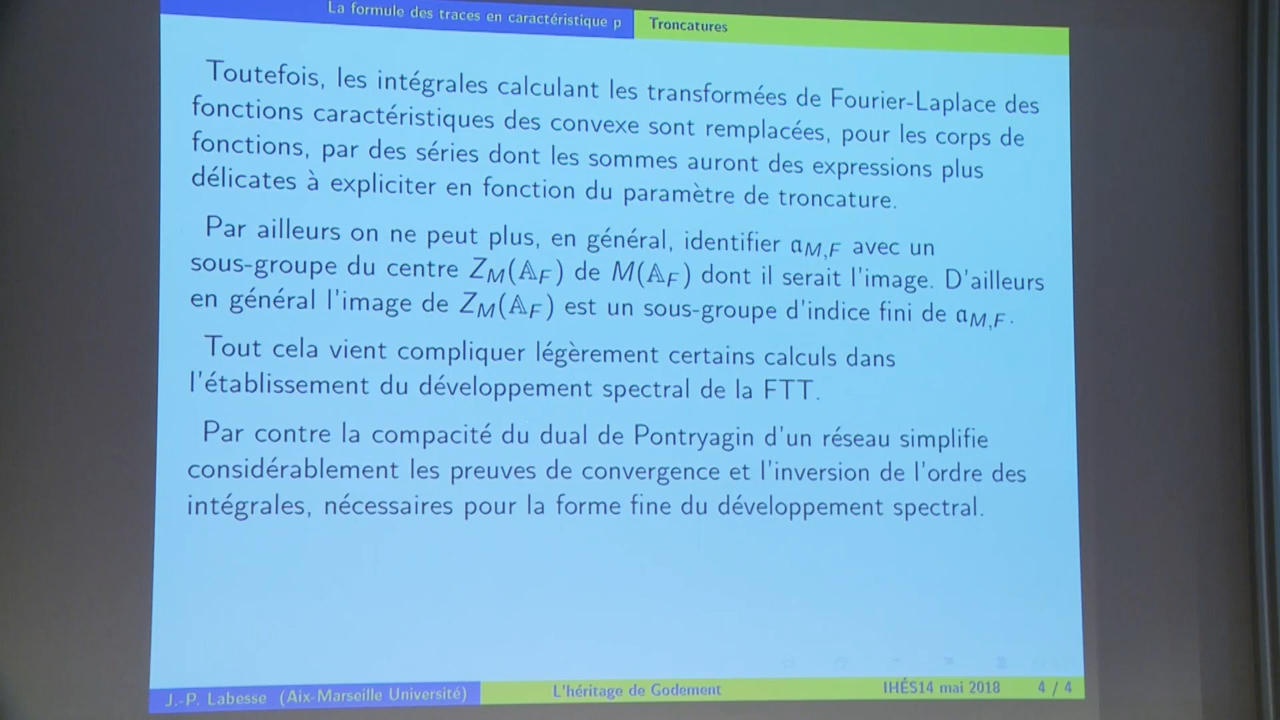 La formule des traces en caractéristique p Troncatures
Toutefois, les intégrales calculant les transformées de Fourier-Laplace des
fonctions caractéristiques des convexe sont remplacées, pour les corps de
fonctions, par des séries dont les sommes auront des expressions plus
délicates à expliciter en fonction du paramètre de troncature.
Par ailleurs on ne peut plus, en général, identifier 𝔞_{M,F} avec un
sous-groupe du centre Z_M(𝔸_F) de M(𝔸_F) dont il serait l'image. D'ailleurs
en général l'image de Z_M(𝔸_F) est un sous-groupe d'indice fini de 𝔞_{M,F}.
Tout cela vient compliquer légèrement certains calculs dans
l'établissement du développement spectral de la FTT.
Par contre la compacité du dual de Pontryagin d'un réseau simplifie
considérablement les preuves de convergence et l'inversion de l'ordre des
intégrales, nécessaires pour la forme fine du développement spectral.
J.-P. Labesse (Aix-Marseille Université) L'héritage de Godement IHÉS14 mai 2018 4 / 4